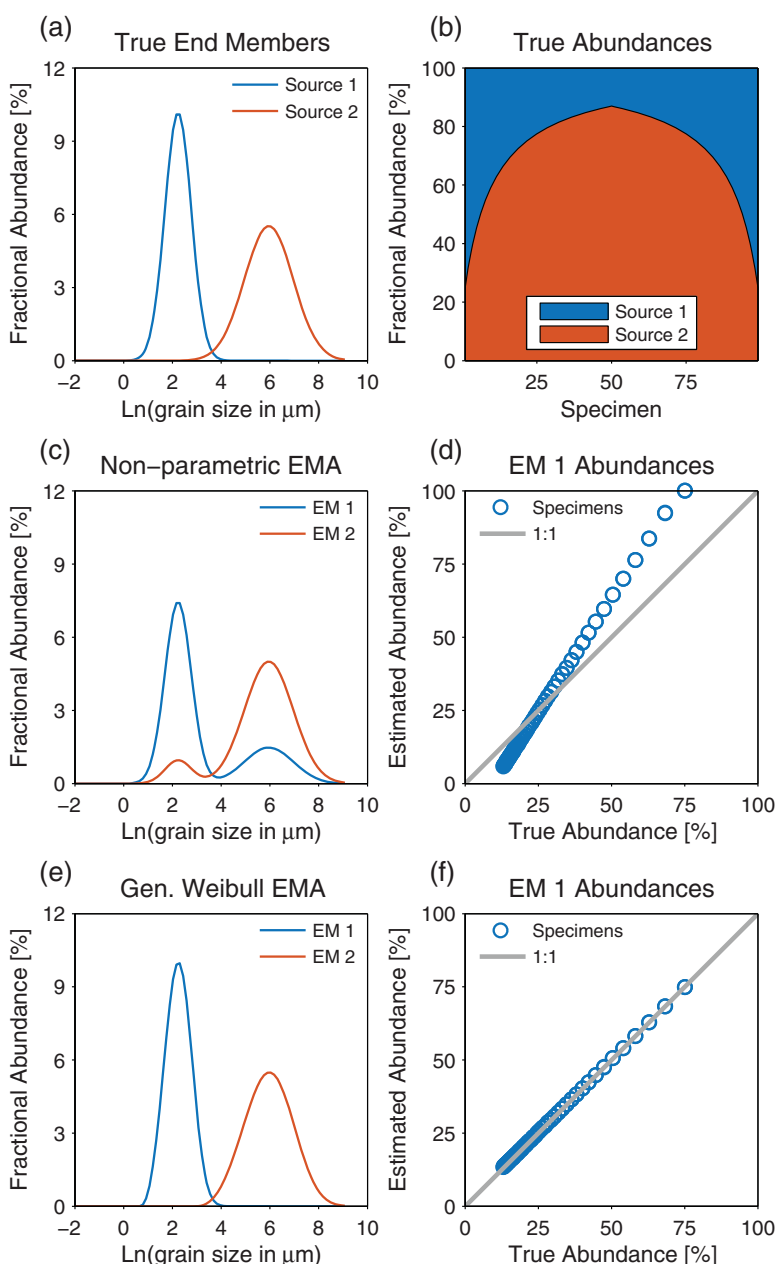 (a)
True End Members
Fractional Abundance [%]
12
9
6
3
0
Source 1
Source 2
−2 0 2 4 6 8 10
Ln(grain size in μm)
(b)
True Abundances
Fractional Abundance [%]
100
80
60
40
20
0
Source 1
Source 2
25 75
Specimen
(c)
Non−parametric EMA
Fractional Abundance [%]
12
9
6
3
0
EM 1
EM 2
−2 0 2 4 6 8 10
Ln(grain size in μm)
(d)
EM 1 Abundances
Estimated Abundance [%]
100
75
50
25
0
Specimens
1:1
0 25 50 75 100
True Abundance [%]
(e)
Gen. Weibull EMA
Fractional Abundance [%]
12
9
6
3
0
EM 1
EM 2
−2 0 2 4 6 8 10
Ln(grain size in μm)
(f)
EM 1 Abundances
Estimated Abundance [%]
100
75
50
25
0
Specimens
1:1
0 25 50 75 100
True Abundance [%]